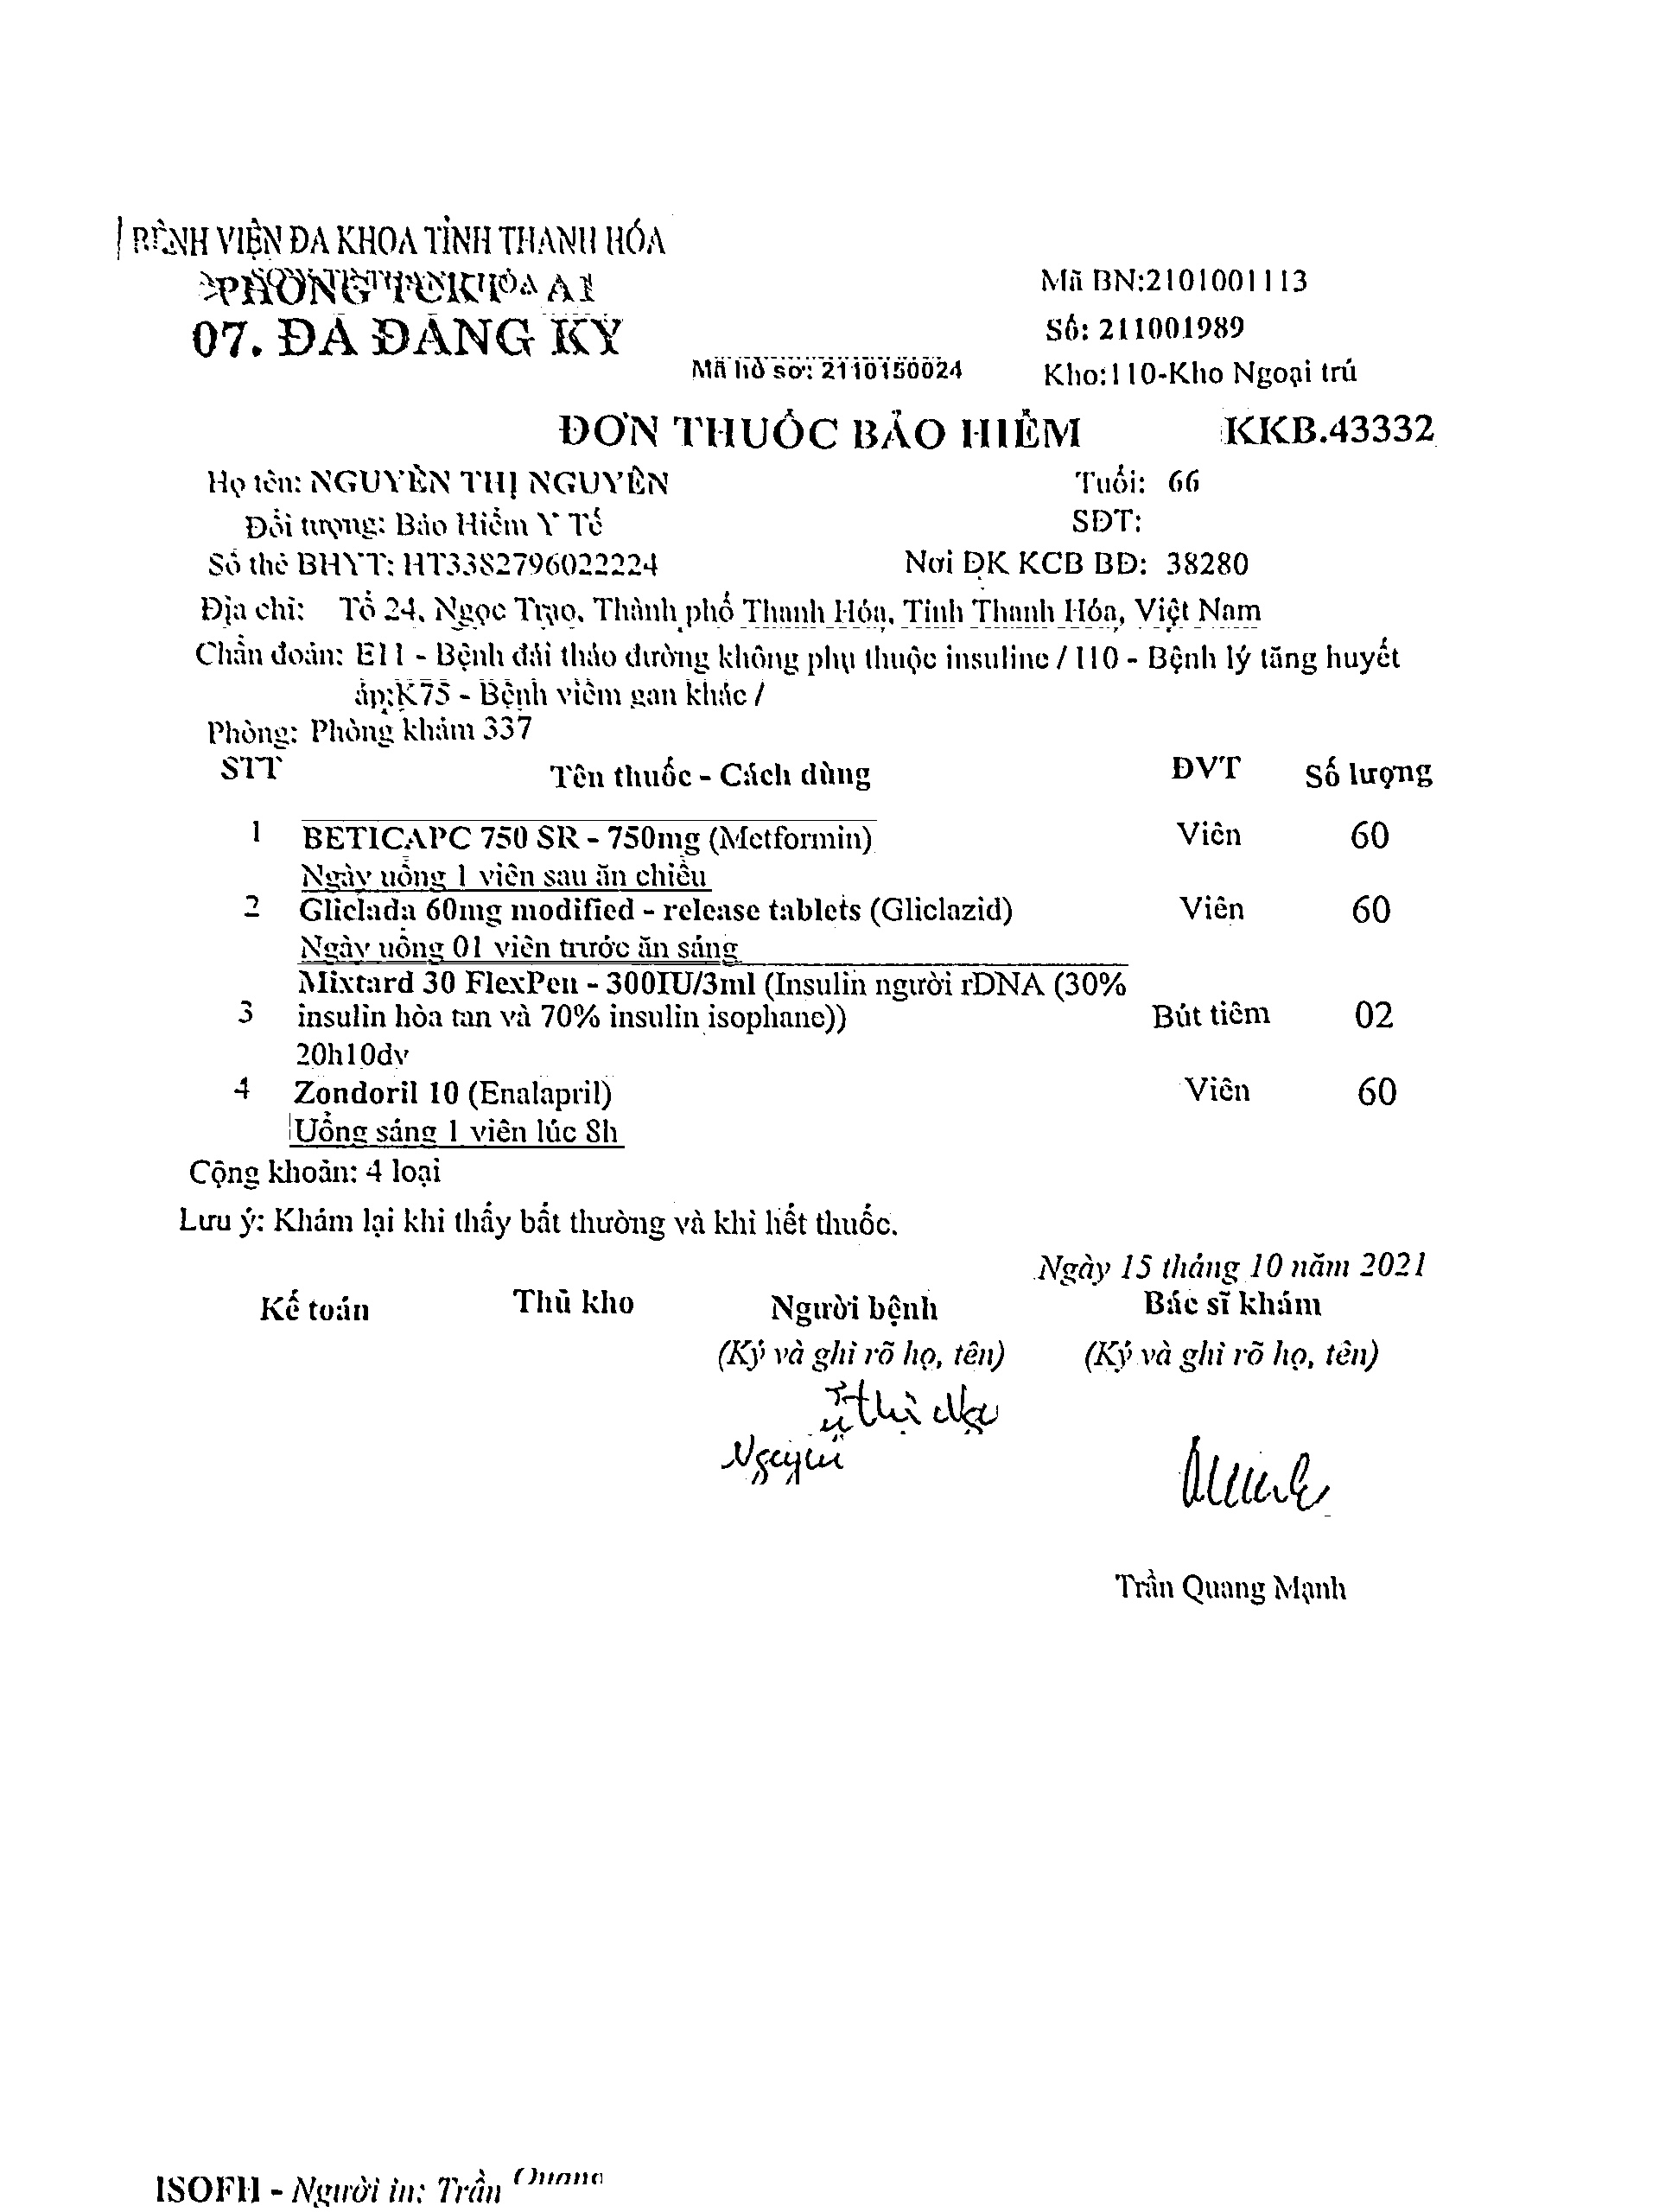 BỆNH VIỆN ĐA KHOA TỈNH THANH HÓA
PHÒNG A1
07. ĐÃ ĐĂNG KÝ
Mã BN:2101001113
Số: 211001989
Mã hồ sơ: 2110150024
Kho:110-Kho Ngoại trú
ĐƠN THUỐC BẢO HIỂM KKB.43332
Họ tên: NGUYỄN THỊ NGUYÊN Tuổi: 66
Đối tượng: Bảo Hiểm Y Tế SĐT:
Số thẻ BHYT: HT3382796022224 Nơi ĐK KCB BĐ: 38280
Địa chỉ: Tổ 24, Ngọc Trạo, Thành phố Thanh Hóa, Tỉnh Thanh Hóa, Việt Nam
Chẩn đoán: E11 - Bệnh đái tháo đường không phụ thuộc insuline / I10 - Bệnh lý tăng huyết
áp;K75 - Bệnh viêm gan khác /
Phòng: Phòng khám 337
STT Tên thuốc - Cách dùng ĐVT Số lượng
1 BETICAPC 750 SR - 750mg (Metformin) Viên 60
Ngày uống 1 viên sau ăn chiều
2 Gliclada 60mg modified - release tablets (Gliclazid) Viên 60
Ngày uống 01 viên trước ăn sáng
Mixtard 30 FlexPen - 300IU/3ml (Insulin người rDNA (30%
3 insulin hòa tan và 70% insulin isophane)) Bút tiêm 02
20h10dv
4 Zondoril 10 (Enalapril) Viên 60
Uống sáng 1 viên lúc 8h
Cộng khoản: 4 loại
Lưu ý: Khám lại khi thấy bất thường và khi hết thuốc.
Ngày 15 tháng 10 năm 2021
Kế toán Thủ kho Người bệnh Bác sĩ khám
(Ký và ghi rõ họ, tên) (Ký và ghi rõ họ, tên)
Trần Quang Mạnh
ISOFH - Người in: Trần Quang